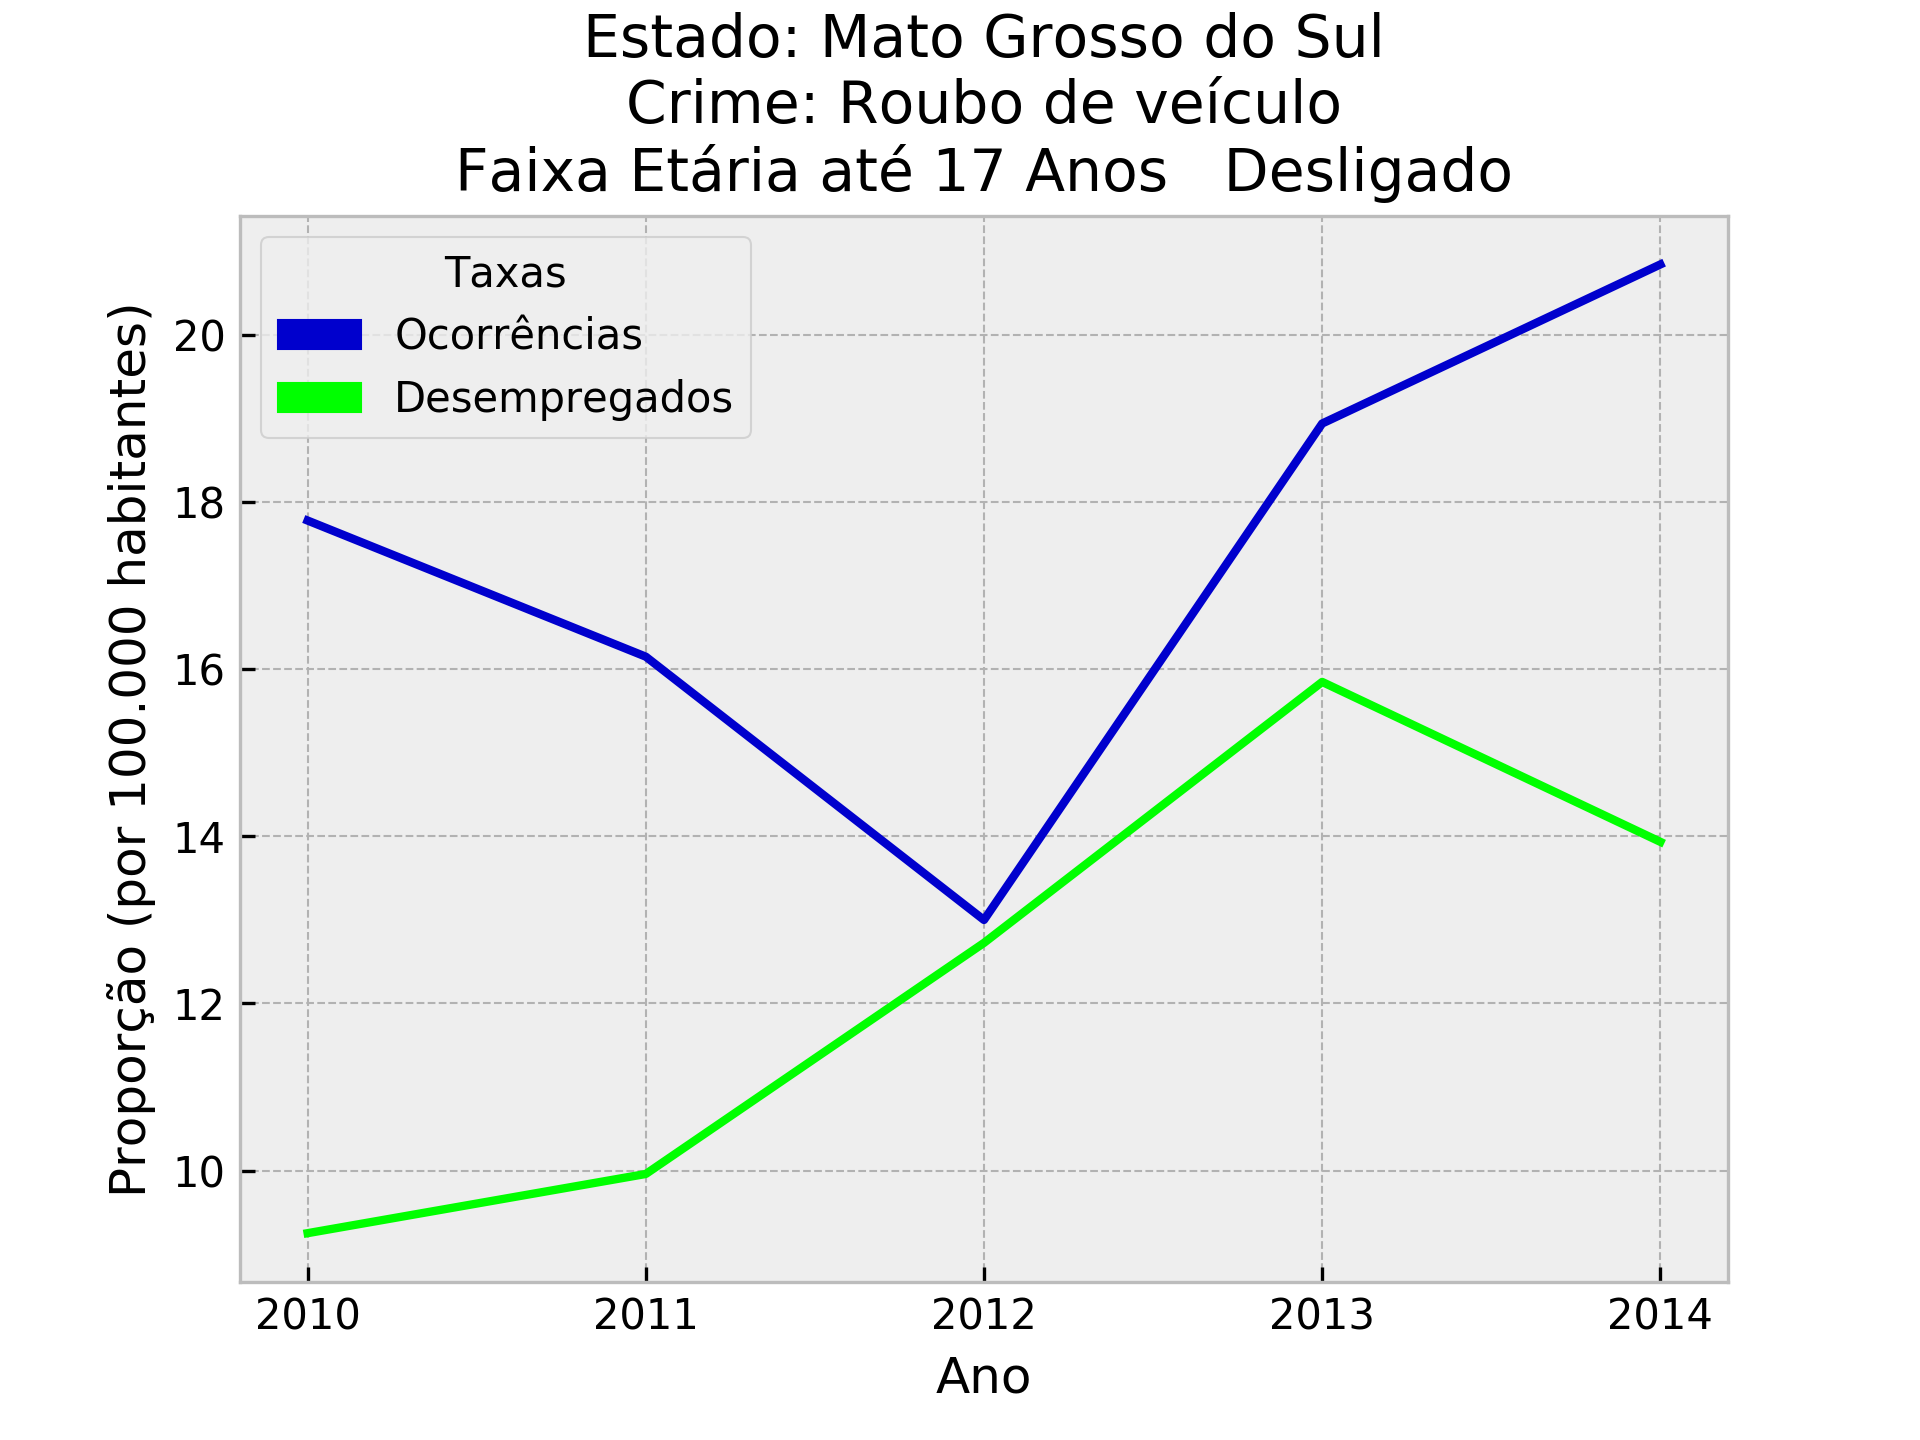 Estado: Mato Grosso do Sul
Crime: Roubo de veículo
Faixa Etária até 17 Anos   Desligado
Taxas
Ocorrências
Desempregados
Proporção (por 100.000 habitantes)
20
18
16
14
12
10
2010 2011 2012 2013 2014
Ano